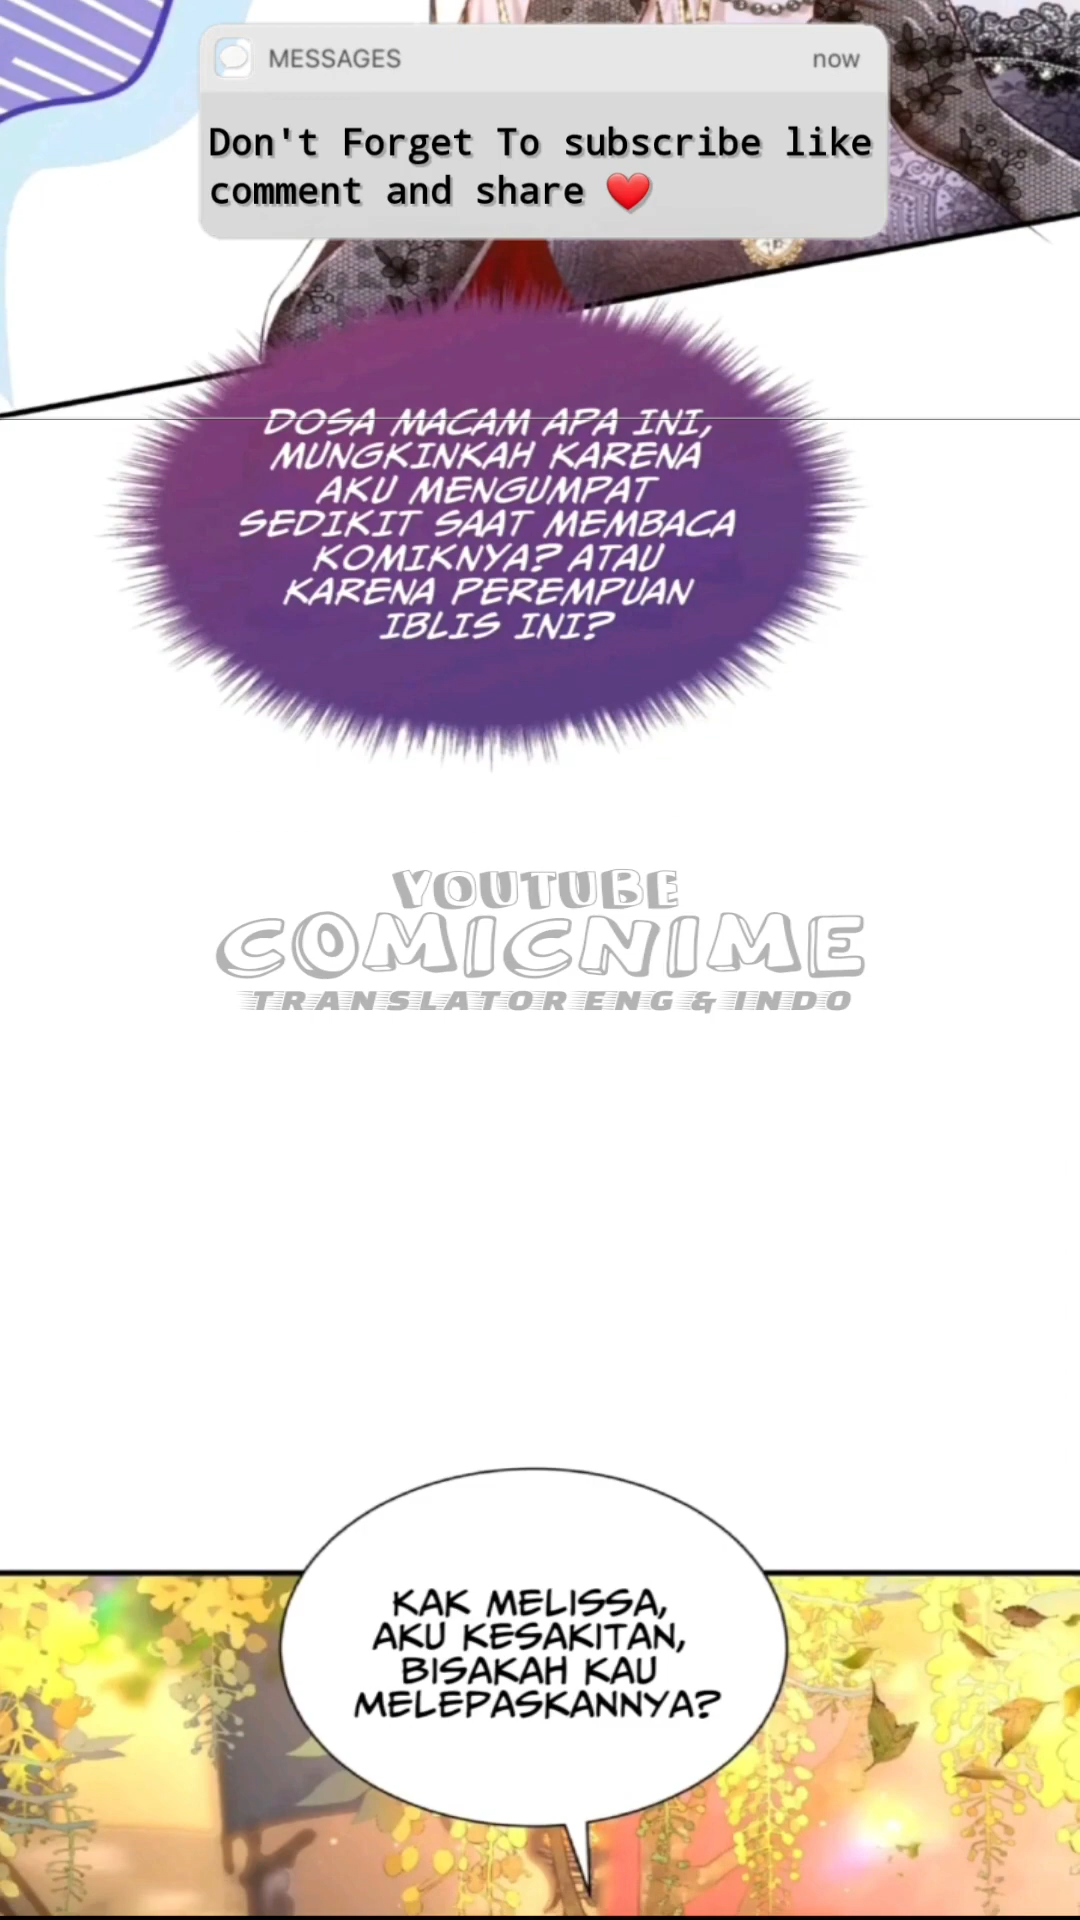 MESSAGES now
Don't Forget To subscribe like
comment and share ❤️
DOSA MACAM APA INI,
MUNGKINKAH KARENA
AKU MENGUMPAT
SEDIKIT SAAT MEMBACA
KOMIKNYA? ATAU
KARENA PEREMPUAN
IBLIS INI?
YOUTUBE
COMICNIME
TRANSLATOR ENG & INDO
KAK MELISSA,
AKU KESAKITAN,
BISAKAH KAU
MELEPASKANNYA?